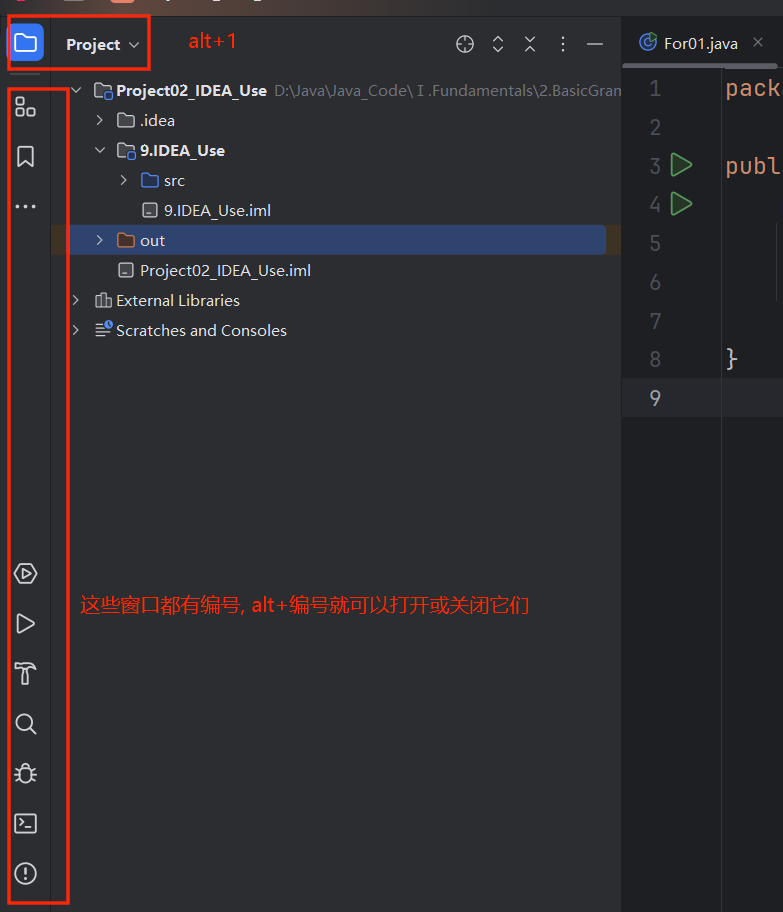 Project
alt+1
For01.java
Project02_IDEA_Use D:\Java\Java_Code\Ⅰ.Fundamentals\2.BasicGram
.idea
9.IDEA_Use
src
9.IDEA_Use.iml
out
Project02_IDEA_Use.iml
External Libraries
Scratches and Consoles
1 pack
2
3 publ
4
5
6
7
8 }
9
这些窗口都有编号, alt+编号就可以打开或关闭它们